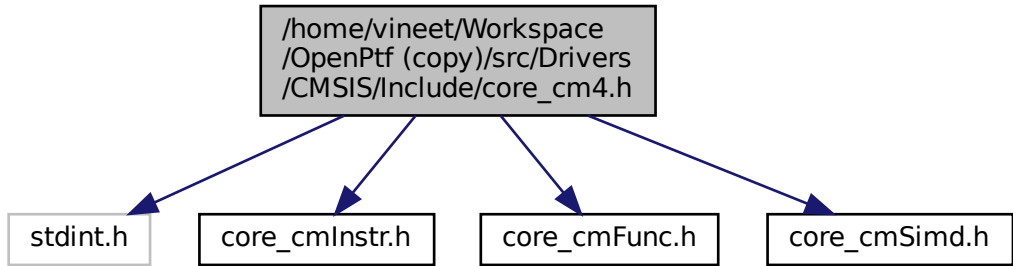 /home/vineet/Workspace
/OpenPtf (copy)/src/Drivers
/CMSIS/Include/core_cm4.h
stdint.h
core_cmInstr.h
core_cmFunc.h
core_cmSimd.h